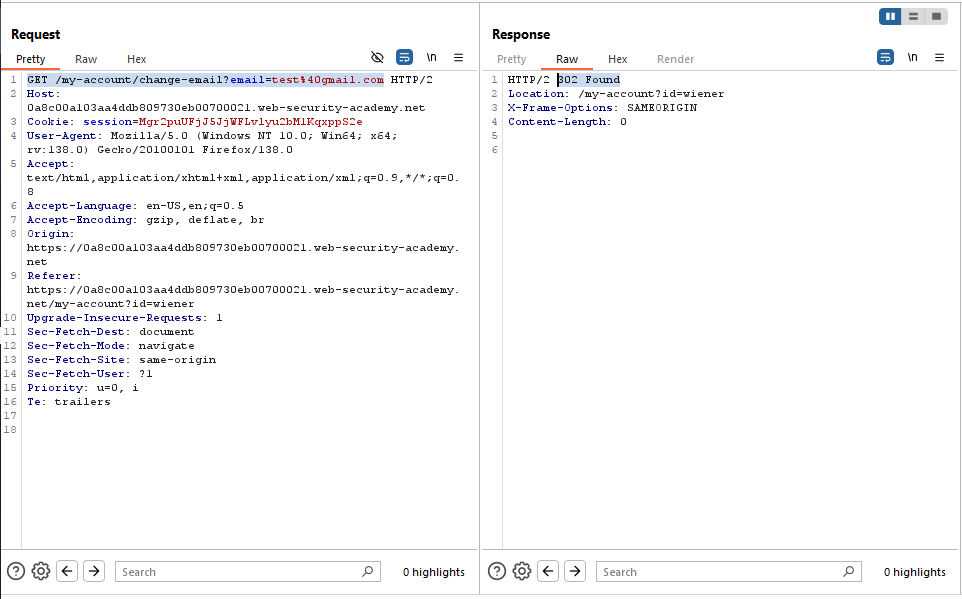 Request
Pretty Raw Hex \n
1 GET /my-account/change-email?email=test%40gmail.com HTTP/2
2 Host:
0a8c00a103aa4ddb809730eb00700021.web-security-academy.net
3 Cookie: session=Mgr2puUFjJ5JjWFLvlyu2bMlKqxppS2e
4 User-Agent: Mozilla/5.0 (Windows NT 10.0; Win64; x64;
rv:138.0) Gecko/20100101 Firefox/138.0
5 Accept:
text/html,application/xhtml+xml,application/xml;q=0.9,*/*;q=0.
8
6 Accept-Language: en-US,en;q=0.5
7 Accept-Encoding: gzip, deflate, br
8 Origin:
https://0a8c00a103aa4ddb809730eb00700021.web-security-academy.
net
9 Referer:
https://0a8c00a103aa4ddb809730eb00700021.web-security-academy.
net/my-account?id=wiener
10 Upgrade-Insecure-Requests: 1
11 Sec-Fetch-Dest: document
12 Sec-Fetch-Mode: navigate
13 Sec-Fetch-Site: same-origin
14 Sec-Fetch-User: ?1
15 Priority: u=0, i
16 Te: trailers
17
18
Search 0 highlights
Response
Pretty Raw Hex Render \n
1 HTTP/2 302 Found
2 Location: /my-account?id=wiener
3 X-Frame-Options: SAMEORIGIN
4 Content-Length: 0
5
6
Search 0 highlights